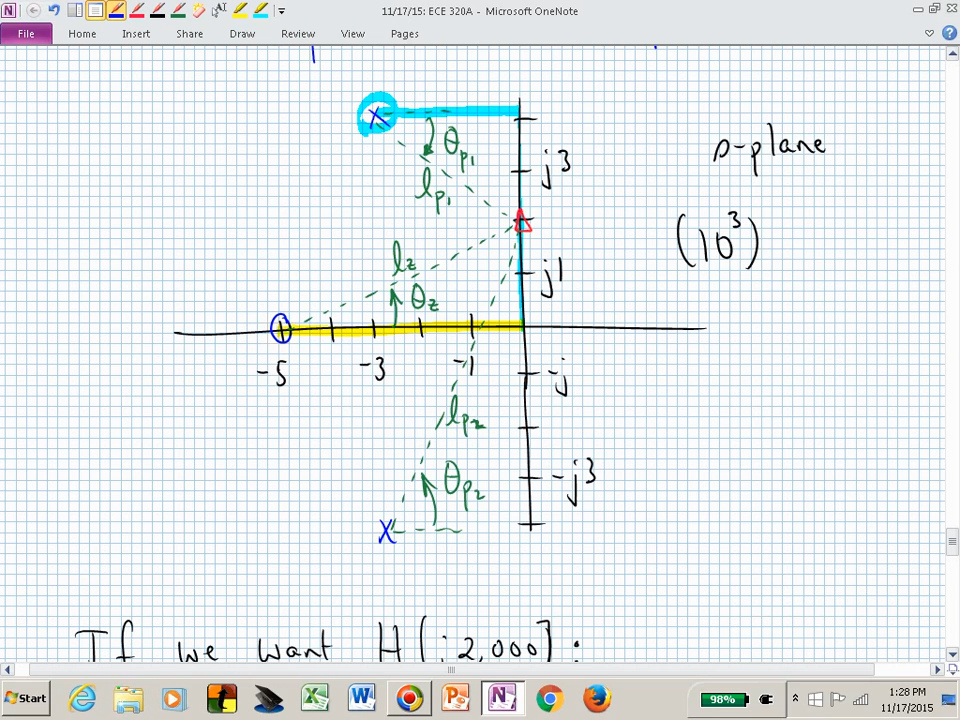 11/17/15: ECE 320A - Microsoft OneNote
File Home Insert Share Draw Review View Pages
θp1
lp1
j3
s-plane
(10^3)
lz
θz
j1
-5 -3 -1
-j
lp2
θp2
-j3
If we want H(j2,000):
Start
98%
1:28 PM
11/17/2015